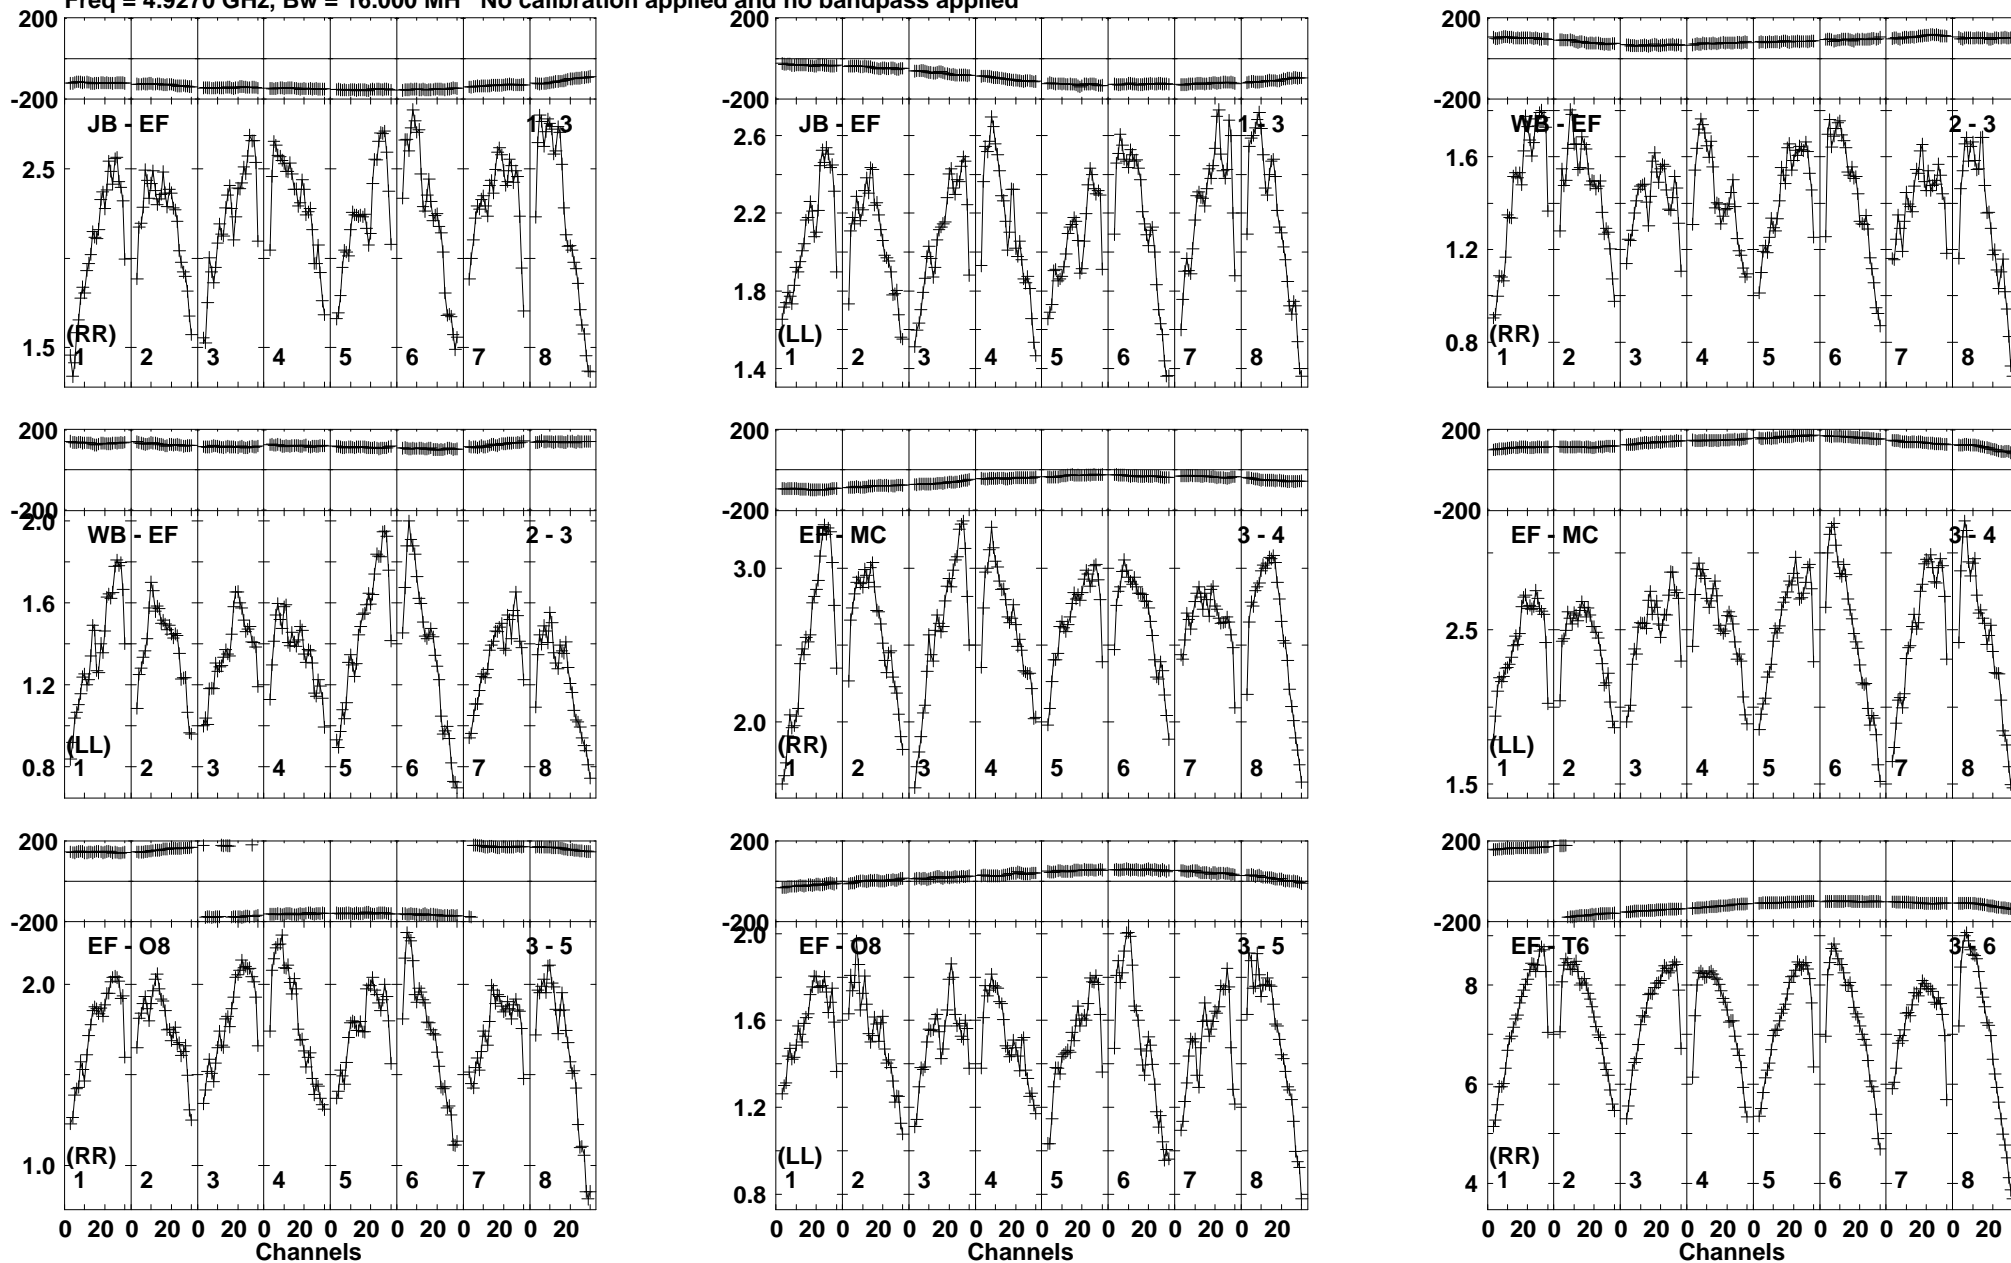 Freq = 4.9270 GHz, Bw = 16.000 MH No calibration applied and no bandpass applied
200 200 200
-200 -200 -200
JB - EF 1 - 3 JB - EF 1 - 3 WB - EF 2 - 3
2.5 2.6 1.6
2.2 1.2
1.8
1.5 1.4 0.8
(RR) (LL) (RR)
1 2 3 4 5 6 7 8 1 2 3 4 5 6 7 8 1 2 3 4 5 6 7 8
200 200 200
-200 -200 -200
2.0
WB - EF 2 - 3 EF - MC 3 - 4 EF - MC 3 - 4
1.6 3.0 2.5
1.2 2.0
0.8 1.5
(LL) (RR) (LL)
1 2 3 4 5 6 7 8 1 2 3 4 5 6 7 8 1 2 3 4 5 6 7 8
200 200 200
-200 -200 -200
2.0
EF - O8 3 - 5 EF - O8 3 - 5 EF - T6 3 - 6
2.0 1.6 8
1.2 6
1.0 0.8 4
(RR) (LL) (RR)
1 2 3 4 5 6 7 8 1 2 3 4 5 6 7 8 1 2 3 4 5 6 7 8
0 20 0 20 0 20 0 20 0 20 0 20 0 20 0 20 0 20 0 20 0 20 0 20 0 20 0 20 0 20 0 20 0 20 0 20 0 20 0 20 0 20 0 20 0 20 0 20
Channels Channels Channels